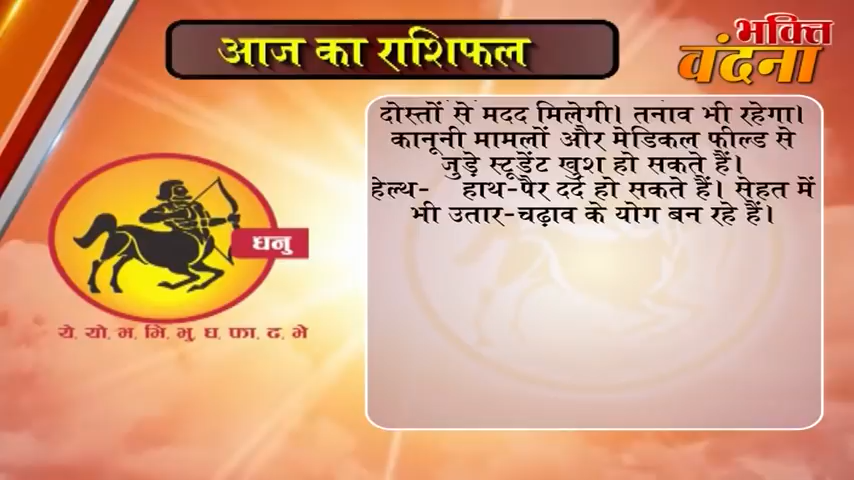 आज का राशिफल
भक्ति
वंदना
दोस्तों से मदद मिलेगी। तनाव भी रहेगा।
कानूनी मामलों और मेडिकल फील्ड से
जुड़े स्टूडेंट खुश हो सकते हैं।
हेल्थ- हाथ-पैर दर्द हो सकते हैं। सेहत में
भी उतार-चढ़ाव के योग बन रहे हैं।
धनु
ये, यो, भ, भि, भु, ध, फा, ढ, भे